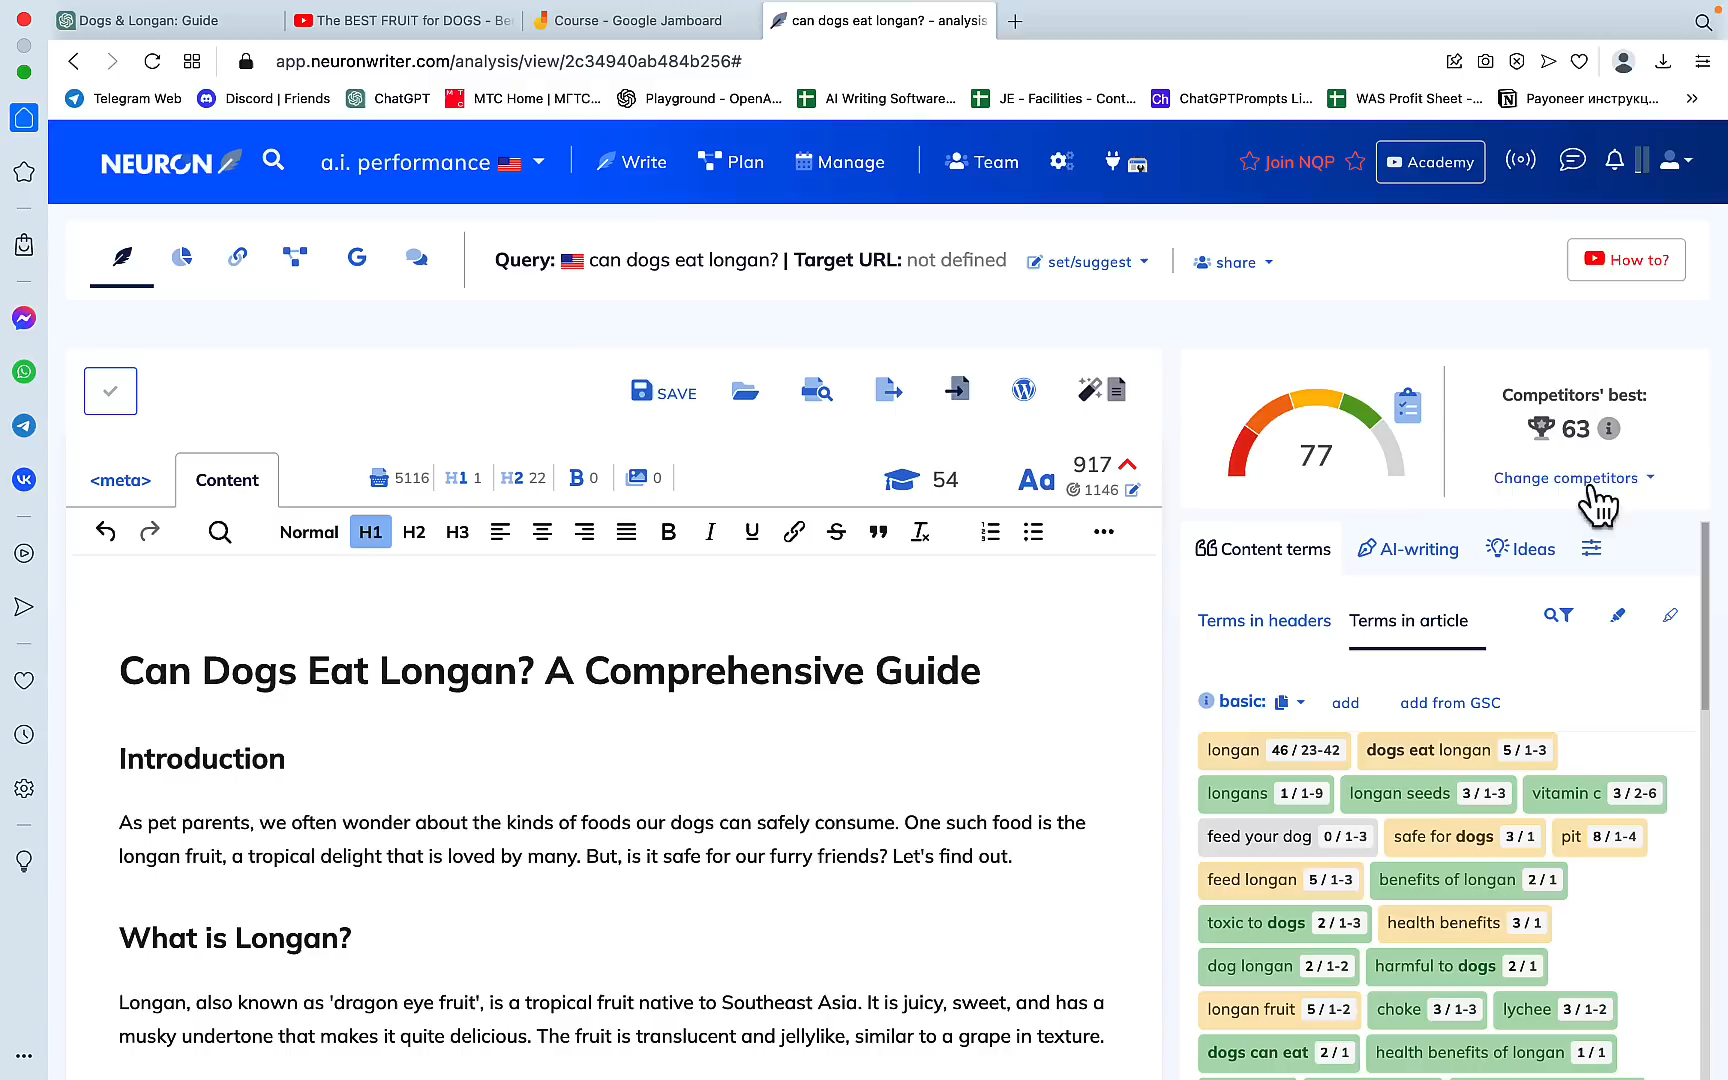 Dogs & Longan: Guide
The BEST FRUIT for DOGS - Be
Course - Google Jamboard
can dogs eat longan? - analysis
app.neuronwriter.com/analysis/view/2c34940ab484b256#
Telegram Web
Discord | Friends
ChatGPT
МТС Home | МГТС...
Playground - OpenA...
AI Writing Software...
JE - Facilities - Cont...
Ch
ChatGPTPrompts Li...
WAS Profit Sheet -...
Payoneer инструкц...
NEURON
a.i. performance
Write
Plan
Manage
Team
Join NQP
Academy
Query: can dogs eat longan? | Target URL: not defined
set/suggest
share
How to?
SAVE
Competitors' best:
77
63
Change competitors
<meta>
Content
5116
H1 1
H2 22
B 0
0
54
Aa
917
1146
Normal
H1
H2
H3
B
I
U
S
Content terms
AI-writing
Ideas
Terms in headers
Terms in article
basic:
add
add from GSC
Can Dogs Eat Longan? A Comprehensive Guide
Introduction
As pet parents, we often wonder about the kinds of foods our dogs can safely consume. One such food is the
longan fruit, a tropical delight that is loved by many. But, is it safe for our furry friends? Let's find out.
What is Longan?
Longan, also known as 'dragon eye fruit', is a tropical fruit native to Southeast Asia. It is juicy, sweet, and has a
musky undertone that makes it quite delicious. The fruit is translucent and jellylike, similar to a grape in texture.
longan 46 / 23-42
dogs eat longan 5 / 1-3
longans 1 / 1-9
longan seeds 3 / 1-3
vitamin c 3 / 2-6
feed your dog 0 / 1-3
safe for dogs 3 / 1
pit 8 / 1-4
feed longan 5 / 1-3
benefits of longan 2 / 1
toxic to dogs 2 / 1-3
health benefits 3 / 1
dog longan 2 / 1-2
harmful to dogs 2 / 1
longan fruit 5 / 1-2
choke 3 / 1-3
lychee 3 / 1-2
dogs can eat 2 / 1
health benefits of longan 1 / 1